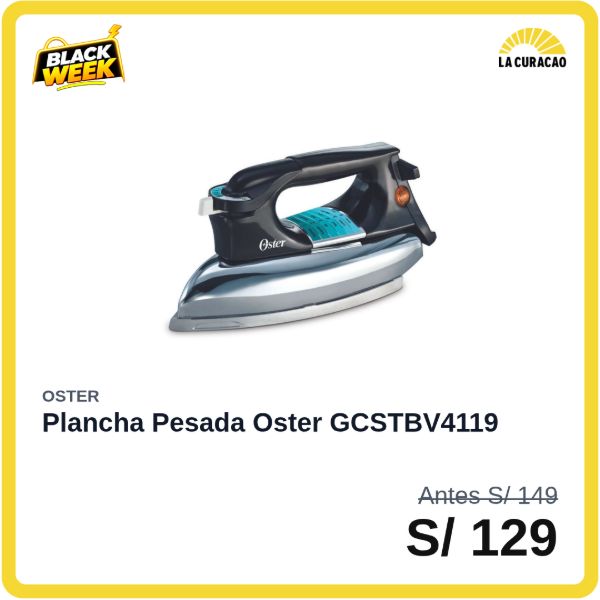 BLACK
WEEK
LA CURACAO
Oster
OSTER
Plancha Pesada Oster GCSTBV4119
Antes S/ 149
S/ 129